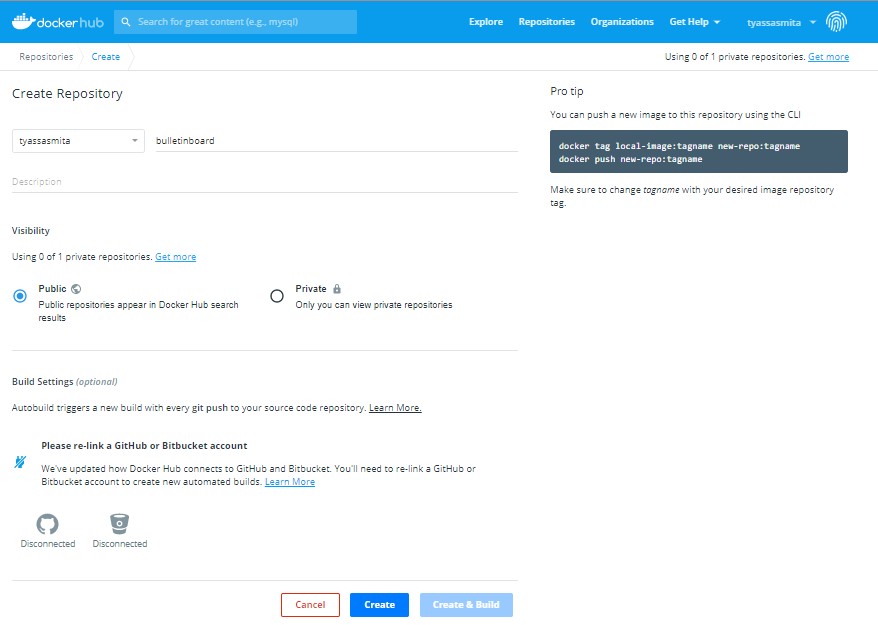 docker hub
Search for great content (e.g., mysql)
Explore Repositories Organizations Get Help tyassasmita
Repositories Create
Using 0 of 1 private repositories. Get more
Create Repository
tyassasmita bulletinboard
Description
Visibility
Using 0 of 1 private repositories. Get more
Public
Public repositories appear in Docker Hub search
results
Private
Only you can view private repositories
Build Settings (optional)
Autobuild triggers a new build with every git push to your source code repository. Learn More.
Please re-link a GitHub or Bitbucket account
We've updated how Docker Hub connects to GitHub and Bitbucket. You'll need to re-link a GitHub or
Bitbucket account to create new automated builds. Learn More
Disconnected Disconnected
Cancel Create Create & Build
Pro tip
You can push a new image to this repository using the CLI
docker tag local-image:tagname new-repo:tagname
docker push new-repo:tagname
Make sure to change tagname with your desired image repository
tag.